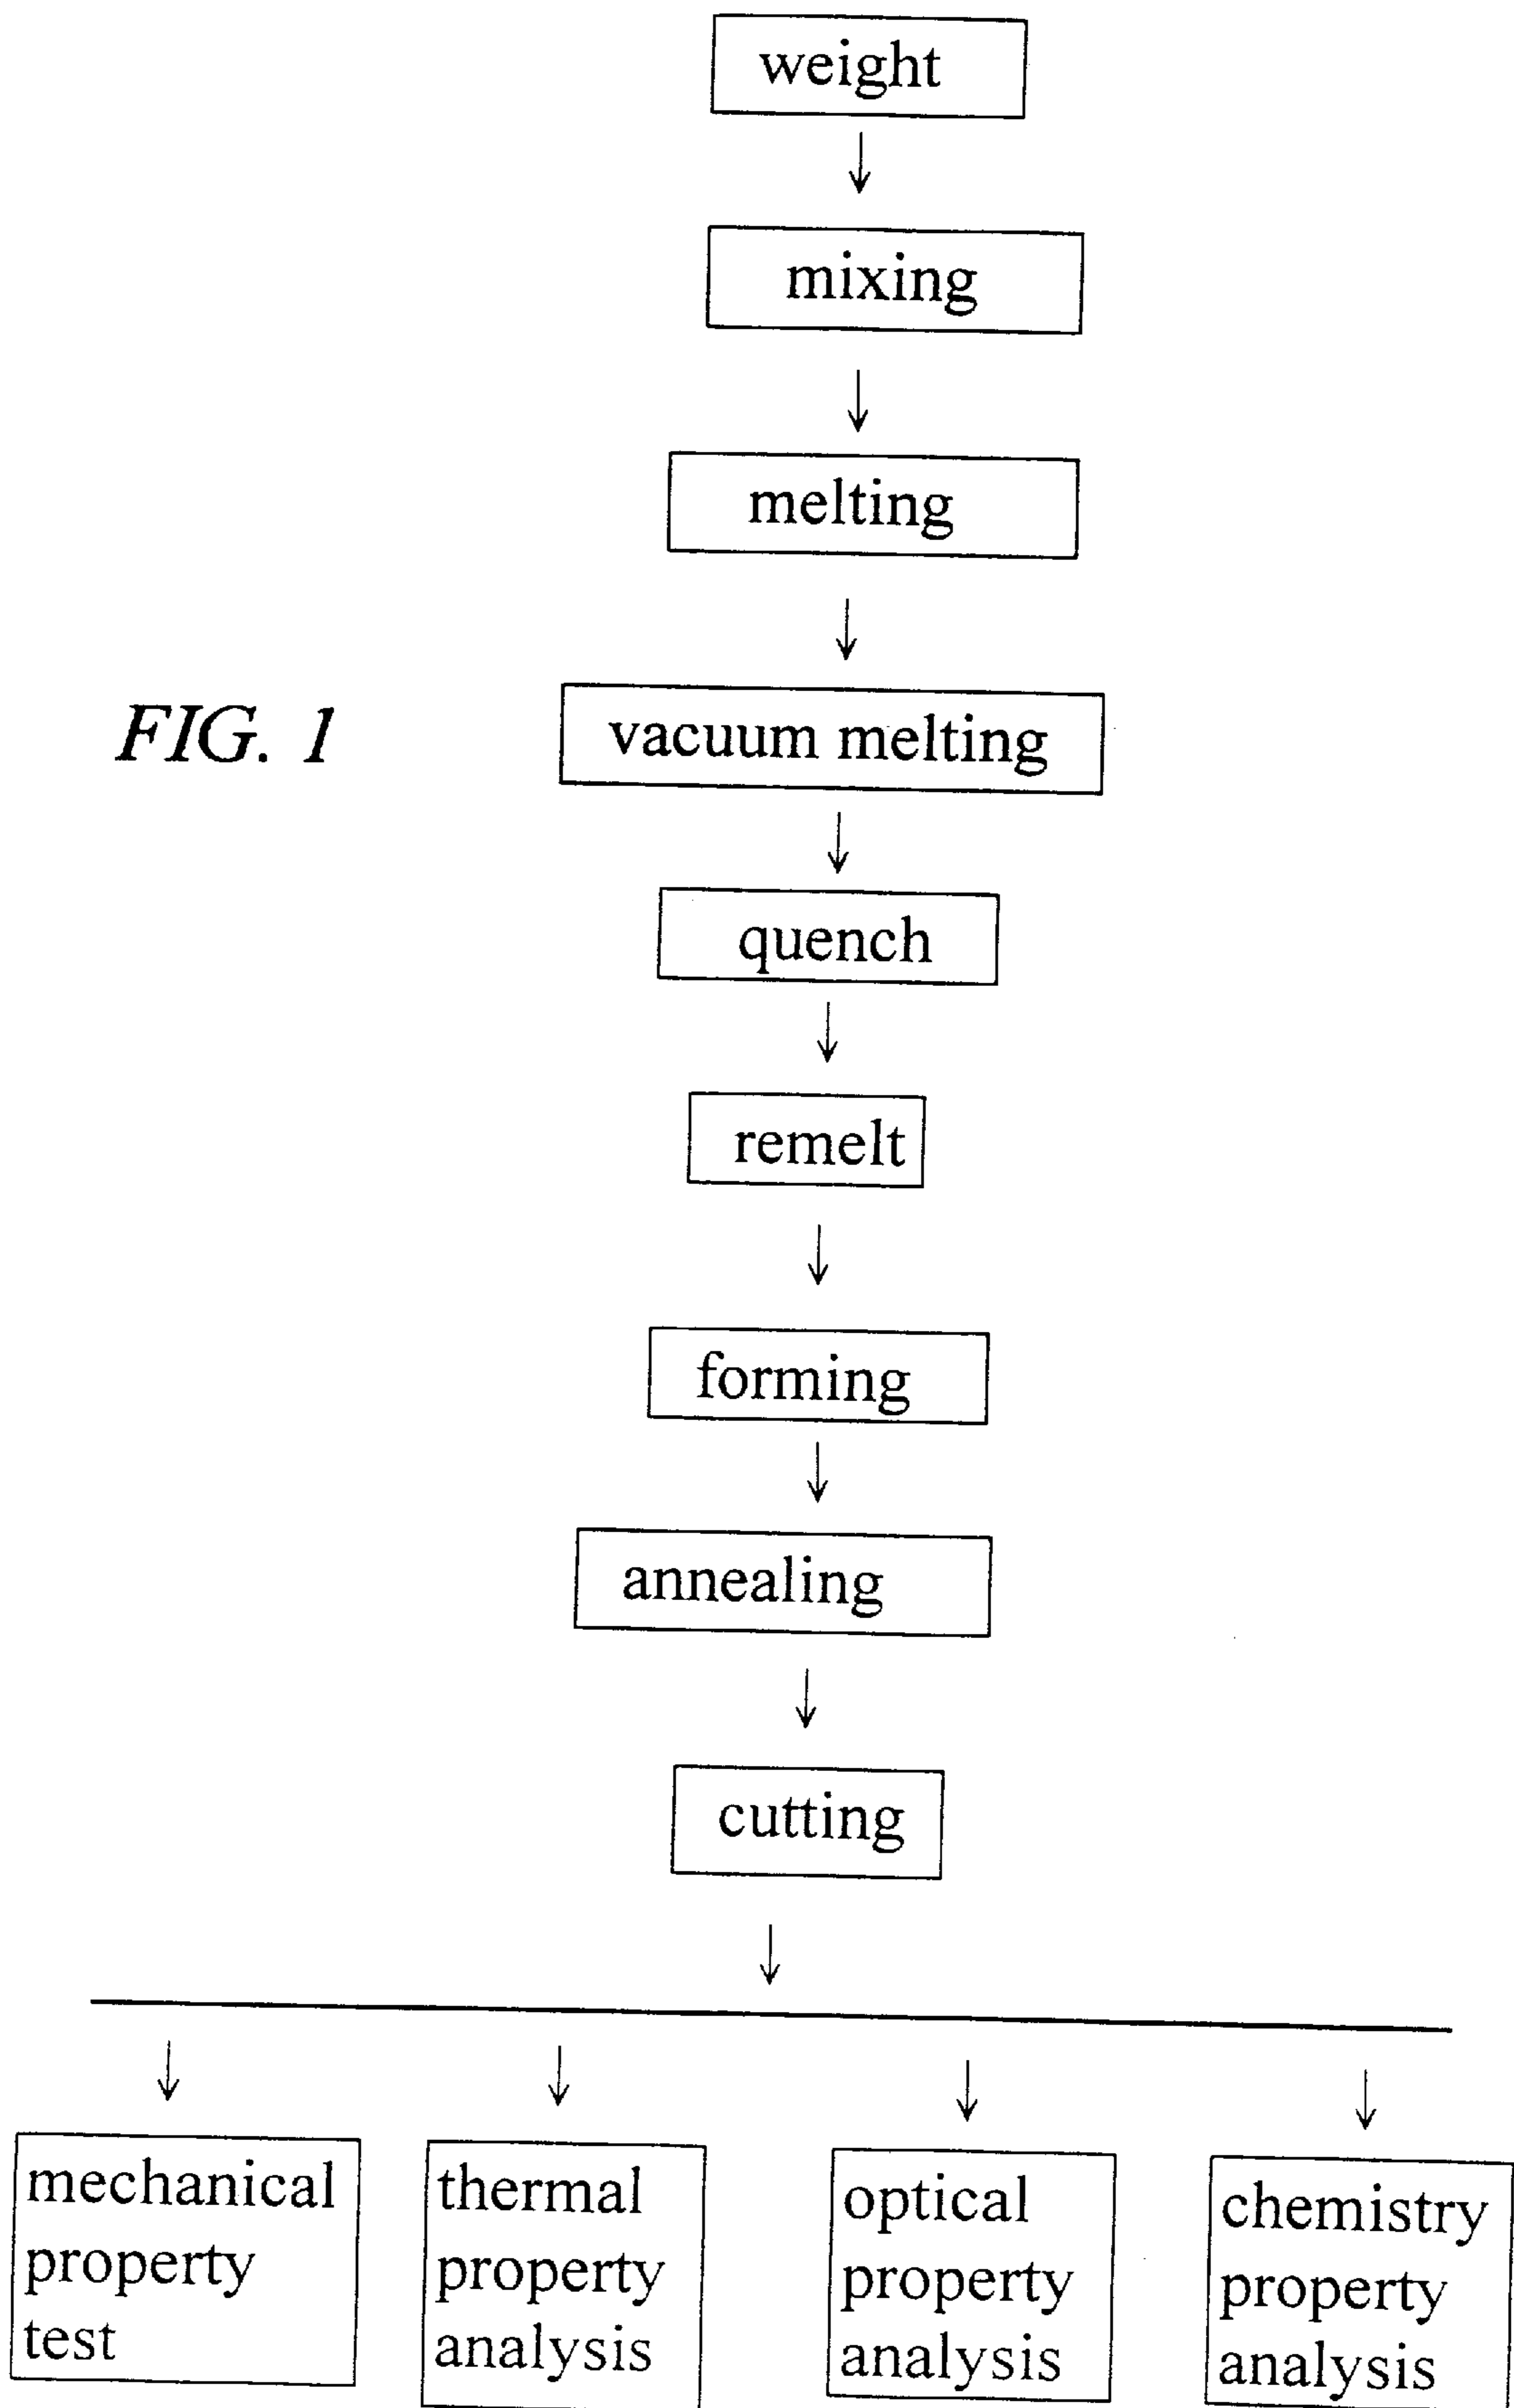 weight
mixing
melting
FIG. 1
vacuum melting
quench
remelt
forming
annealing
cutting
mechanical
property
test
thermal
property
analysis
optical
property
analysis
chemistry
property
analysis